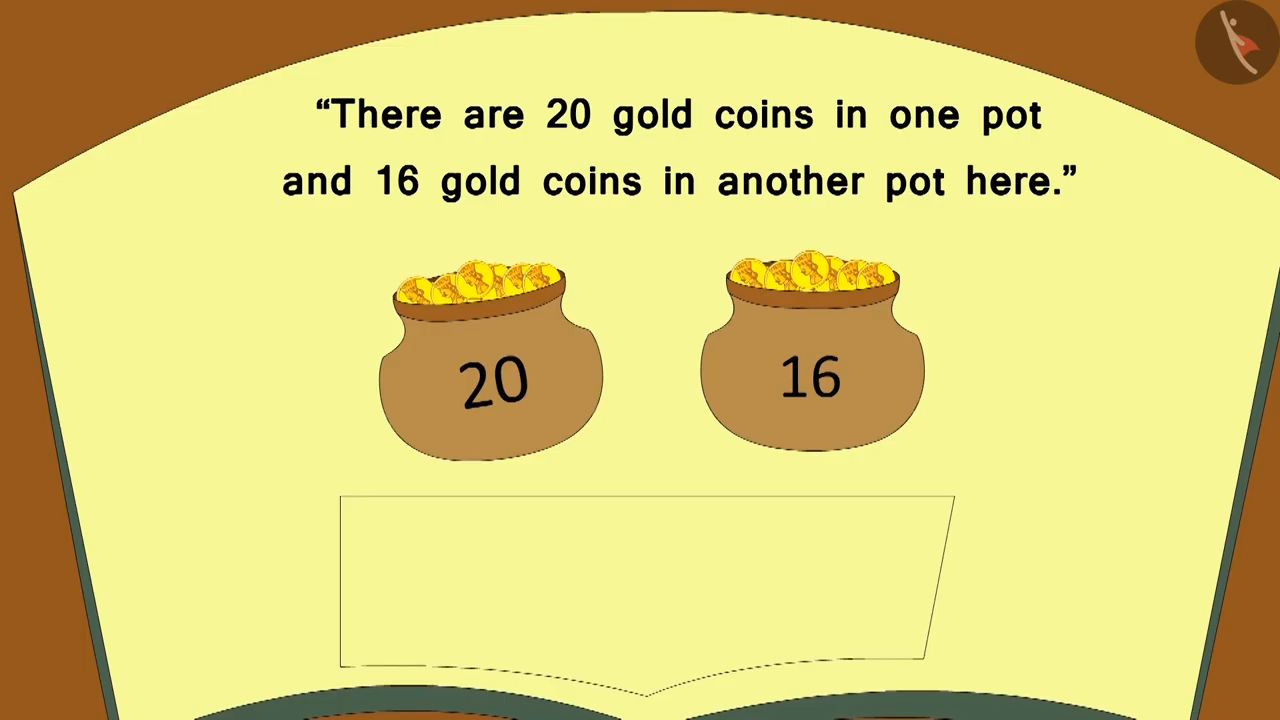 “There are 20 gold coins in one pot
and 16 gold coins in another pot here.”
20
16